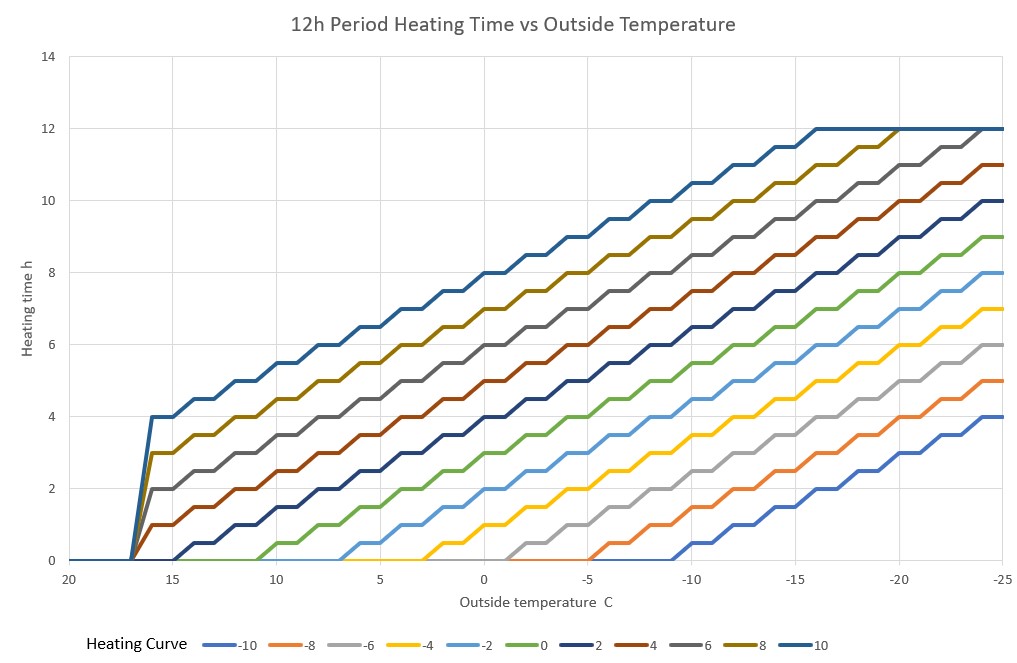 12h Period Heating Time vs Outside Temperature
14
12
10
8
6
4
2
0
20 15 10 5 0 -5 -10 -15 -20 -25
Heating time h
Outside temperature C
Heating Curve -10 -8 -6 -4 -2 0 2 4 6 8 10